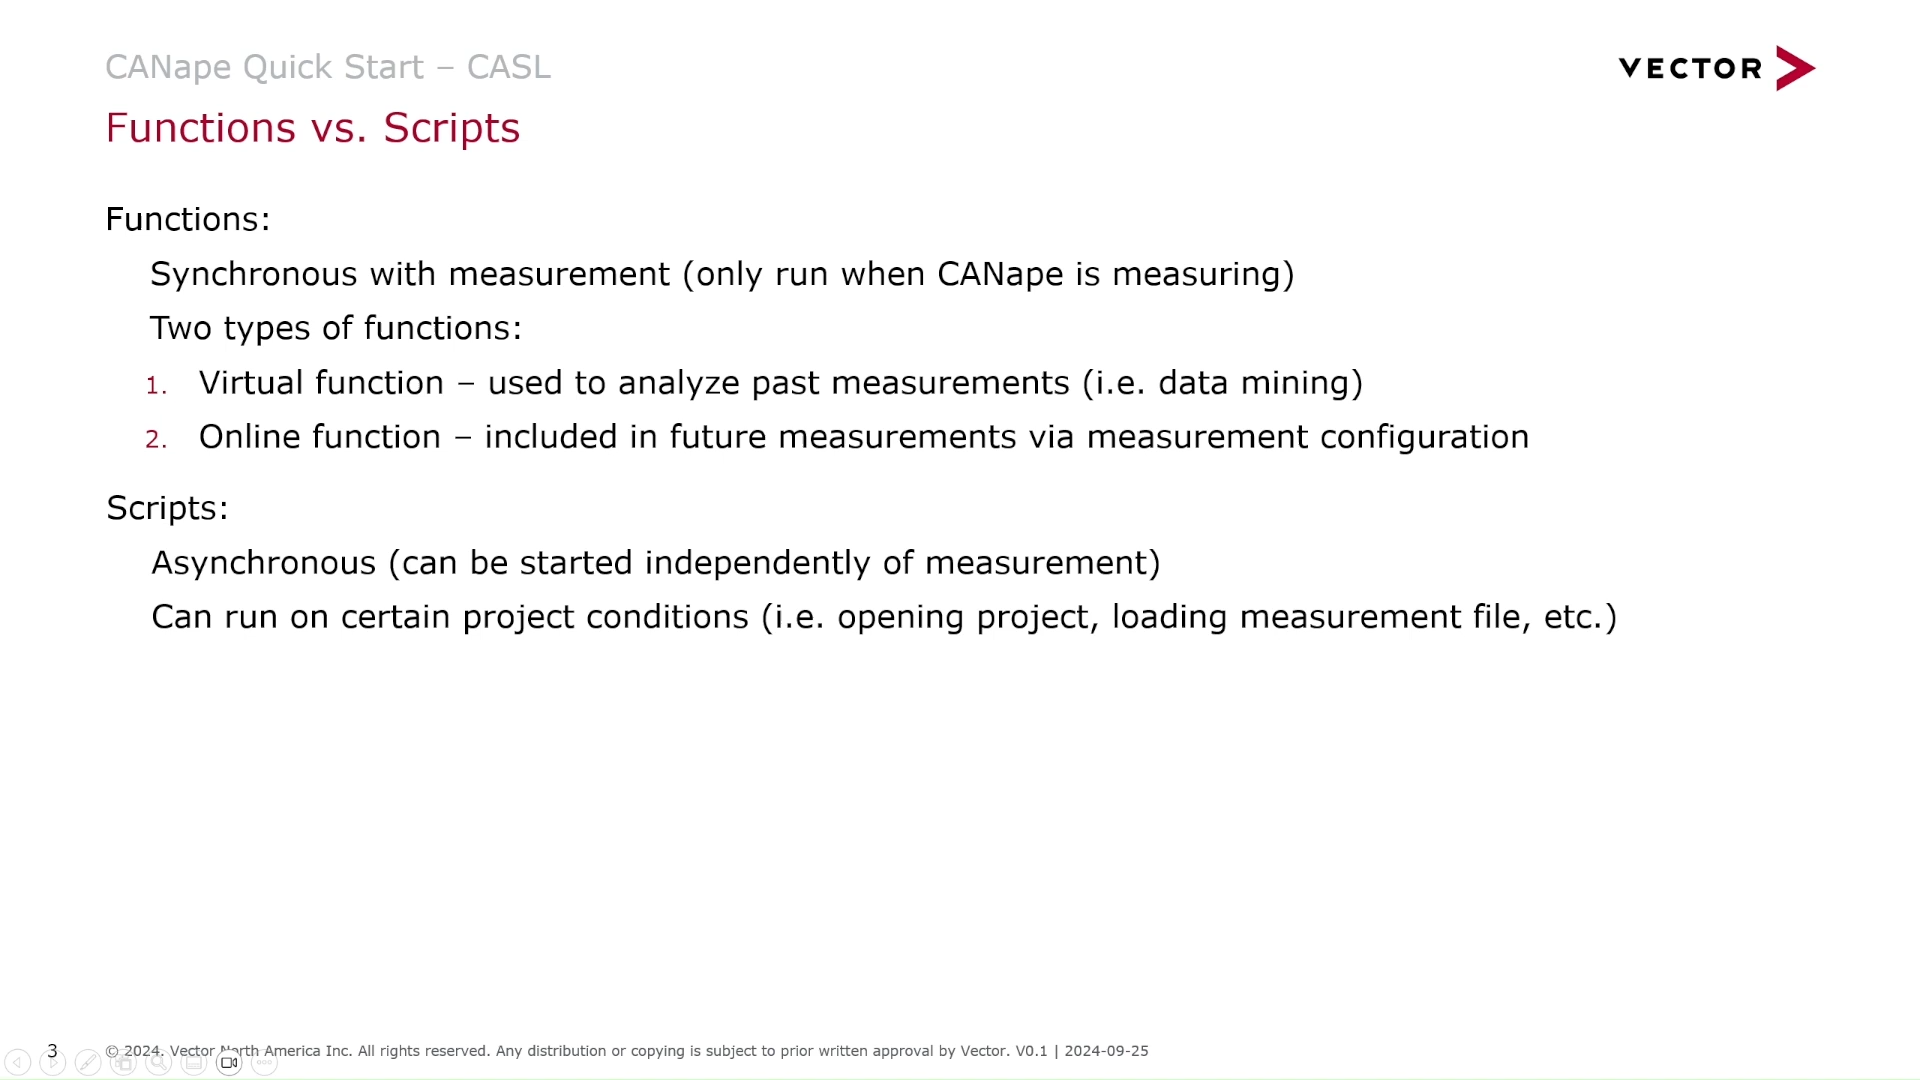 CANape Quick Start – CASL
VECTOR
Functions vs. Scripts
Functions:
Synchronous with measurement (only run when CANape is measuring)
Two types of functions:
1. Virtual function – used to analyze past measurements (i.e. data mining)
2. Online function – included in future measurements via measurement configuration
Scripts:
Asynchronous (can be started independently of measurement)
Can run on certain project conditions (i.e. opening project, loading measurement file, etc.)
3 © 2024. Vector North America Inc. All rights reserved. Any distribution or copying is subject to prior written approval by Vector. V0.1 | 2024-09-25